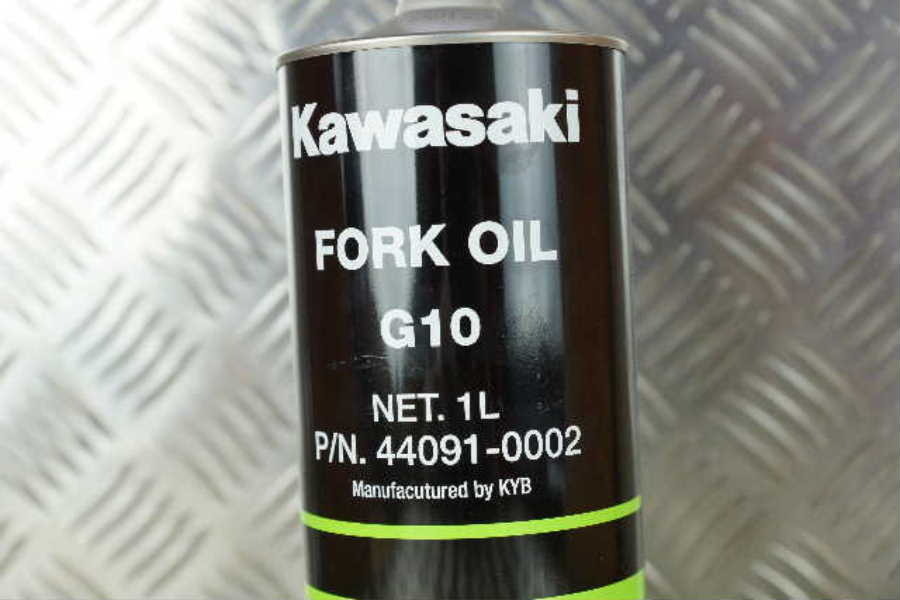 Kawasaki
FORK OIL
G10
NET. 1L
P/N. 44091-0002
Manufacutured by KYB